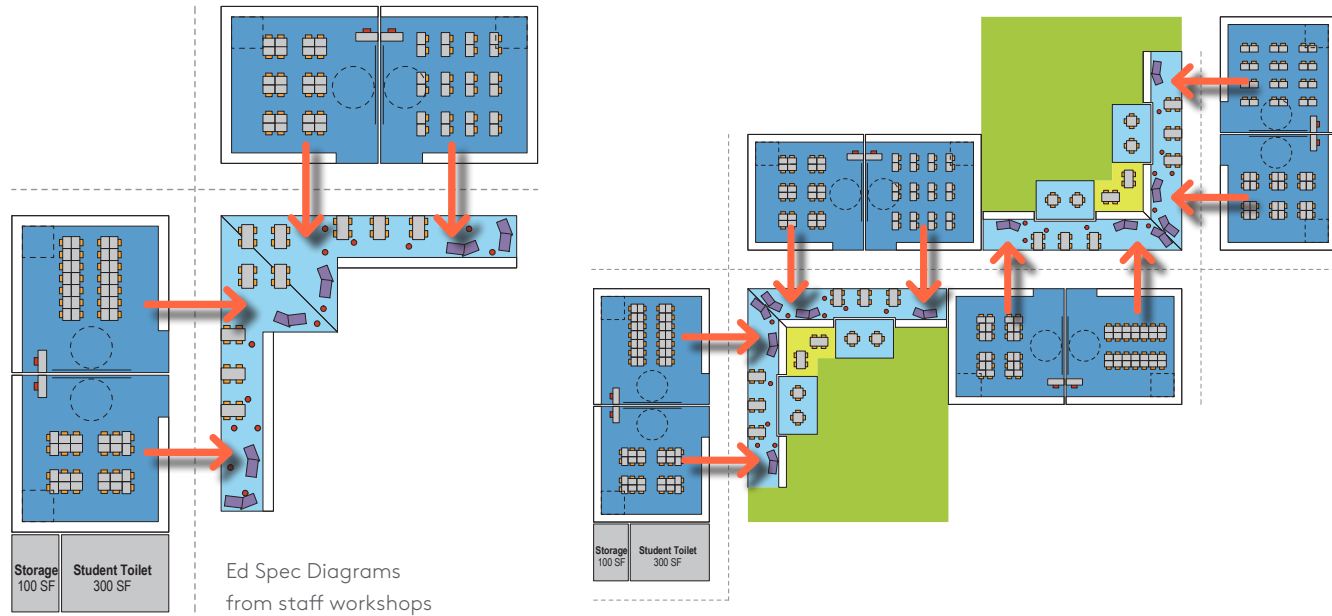 Storage
100 SF
Student Toilet
300 SF
Ed Spec Diagrams
from staff workshops
Storage
100 SF
Student Toilet
300 SF